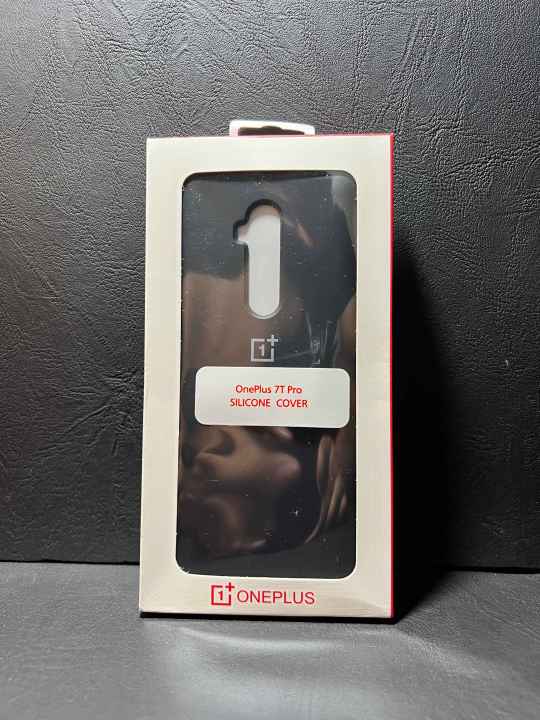 1+
OnePlus 7T Pro
SILICONE COVER
1+ ONEPLUS